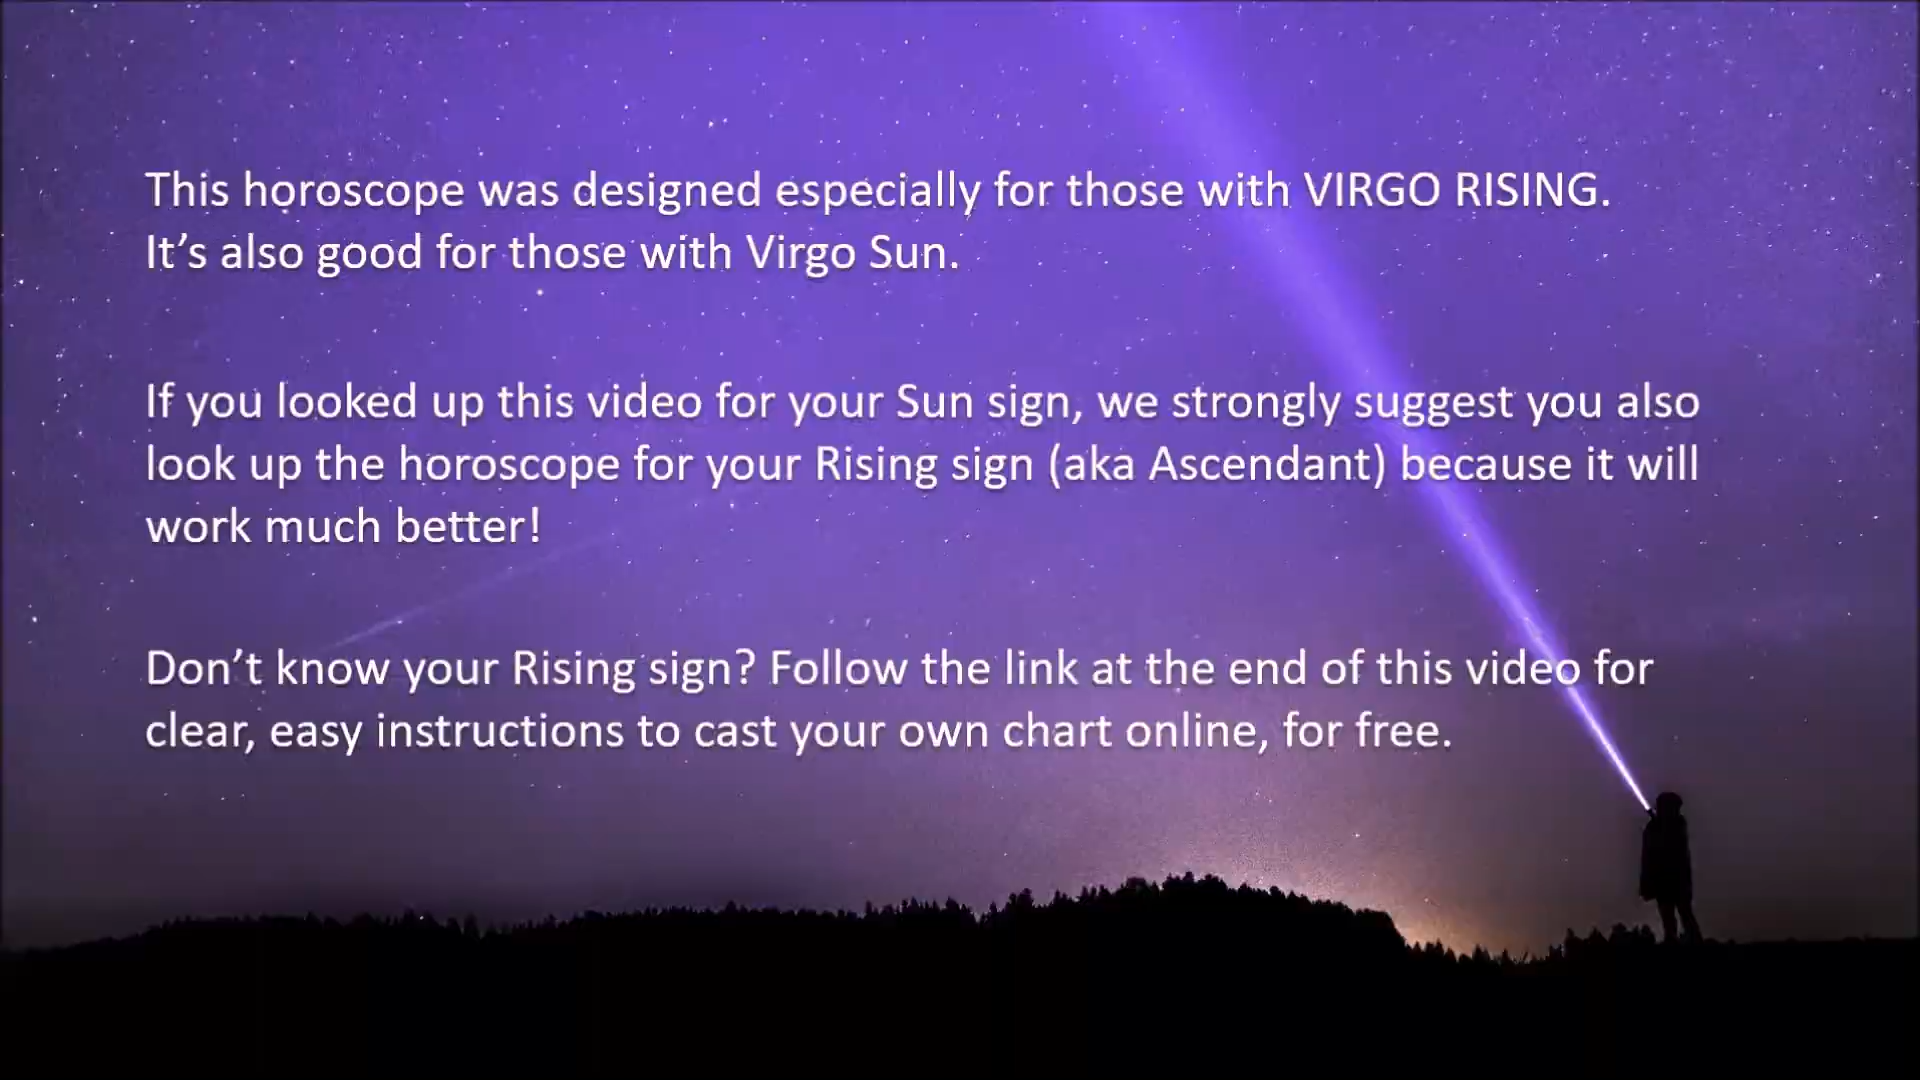 This horoscope was designed especially for those with VIRGO RISING.
It’s also good for those with Virgo Sun.
If you looked up this video for your Sun sign, we strongly suggest you also
look up the horoscope for your Rising sign (aka Ascendant) because it will
work much better!
Don’t know your Rising sign? Follow the link at the end of this video for
clear, easy instructions to cast your own chart online, for free.